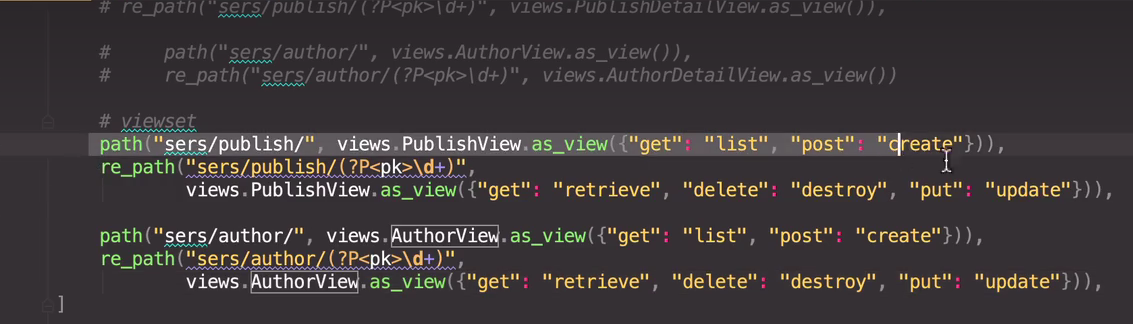 # re_path("sers/publish/(?P<pk>\d+)", views.PublishDetailView.as_view()),
#     path("sers/author/", views.AuthorView.as_view()),
#     re_path("sers/author/(?P<pk>\d+)", views.AuthorDetailView.as_view())
# viewset
path("sers/publish/", views.PublishView.as_view({"get": "list", "post": "create"})),
re_path("sers/publish/(?P<pk>\d+)",
views.PublishView.as_view({"get": "retrieve", "delete": "destroy", "put": "update"})),
path("sers/author/", views.AuthorView.as_view({"get": "list", "post": "create"})),
re_path("sers/author/(?P<pk>\d+)",
views.AuthorView.as_view({"get": "retrieve", "delete": "destroy", "put": "update"})),
]